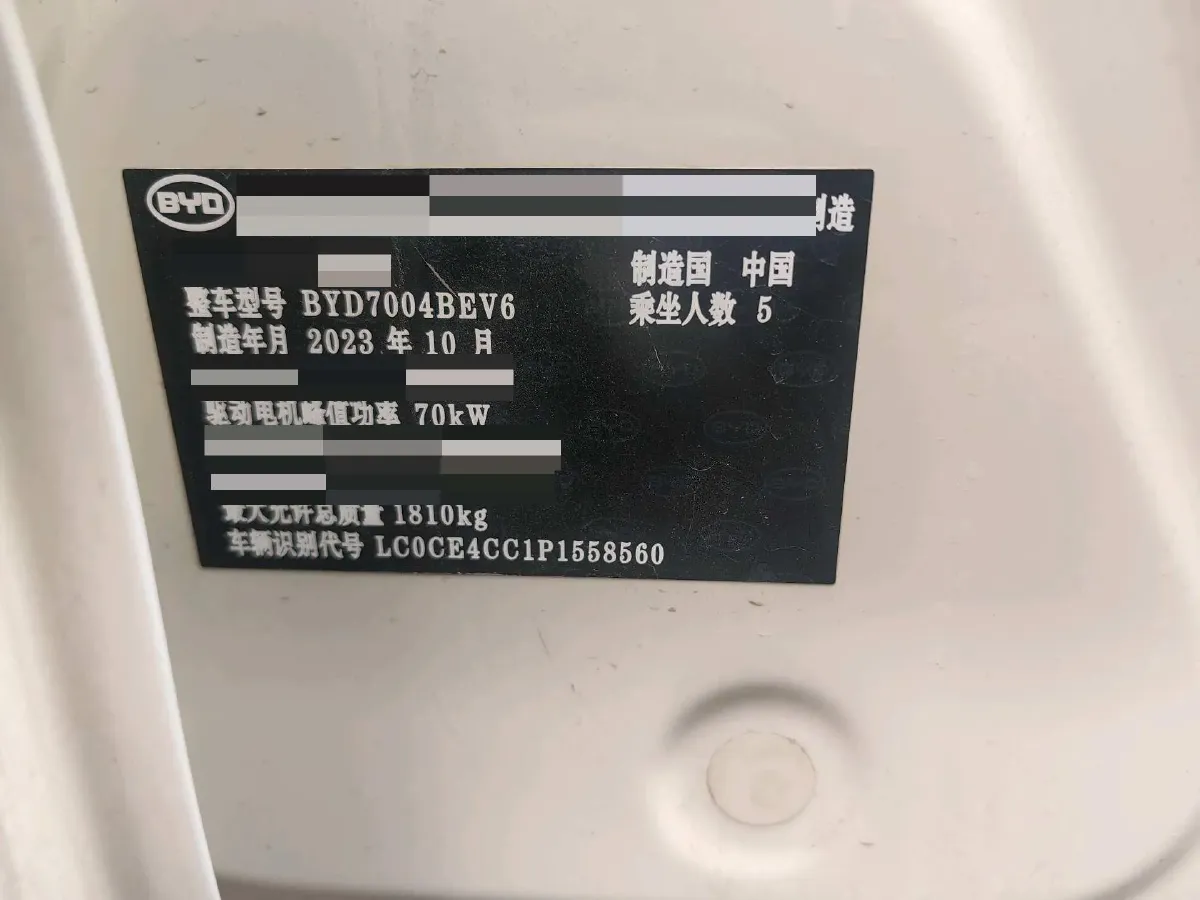 BYD 制造
制造国 中国
整车型号 BYD7004BEV6
乘坐人数 5
制造年月 2023 年 10 月
驱动电机峰值功率 70kW
最大允许总质量 1810kg
车辆识别代号 LC0CE4CC1P1558560